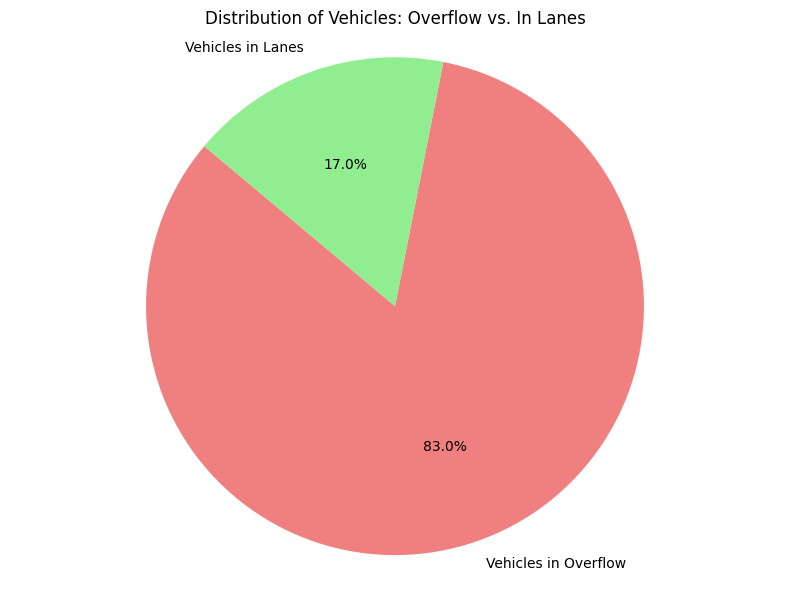 Distribution of Vehicles: Overflow vs. In Lanes
Vehicles in Lanes
17.0%
83.0%
Vehicles in Overflow